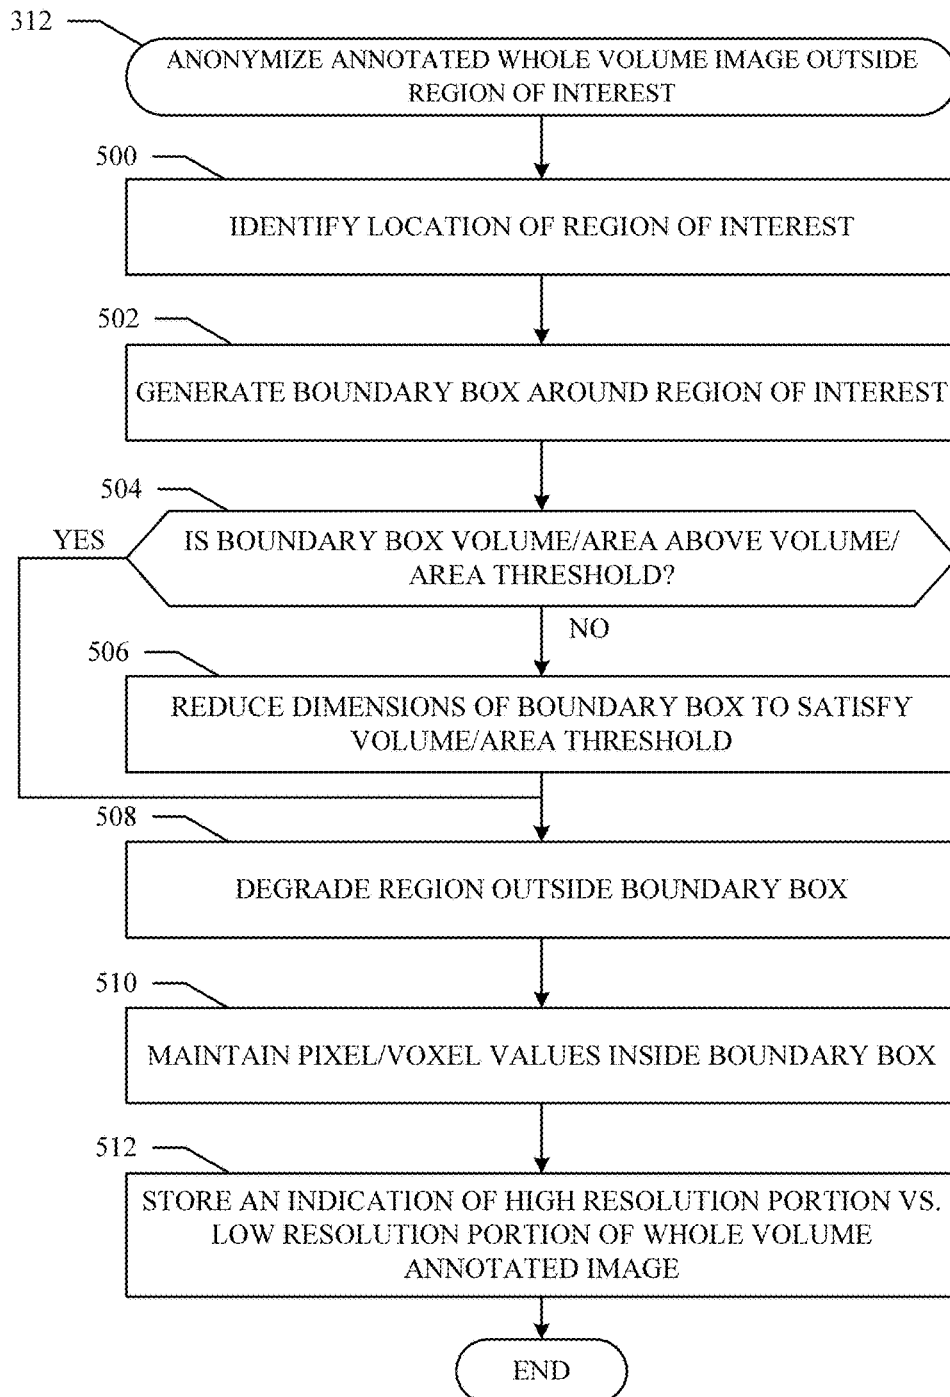 312
ANONYMIZE ANNOTATED WHOLE VOLUME IMAGE OUTSIDE
REGION OF INTEREST
500
IDENTIFY LOCATION OF REGION OF INTEREST
502
GENERATE BOUNDARY BOX AROUND REGION OF INTEREST
504
YES
IS BOUNDARY BOX VOLUME/AREA ABOVE VOLUME/
AREA THRESHOLD?
NO
506
REDUCE DIMENSIONS OF BOUNDARY BOX TO SATISFY
VOLUME/AREA THRESHOLD
508
DEGRADE REGION OUTSIDE BOUNDARY BOX
510
MAINTAIN PIXEL/VOXEL VALUES INSIDE BOUNDARY BOX
512
STORE AN INDICATION OF HIGH RESOLUTION PORTION VS.
LOW RESOLUTION PORTION OF WHOLE VOLUME
ANNOTATED IMAGE
END